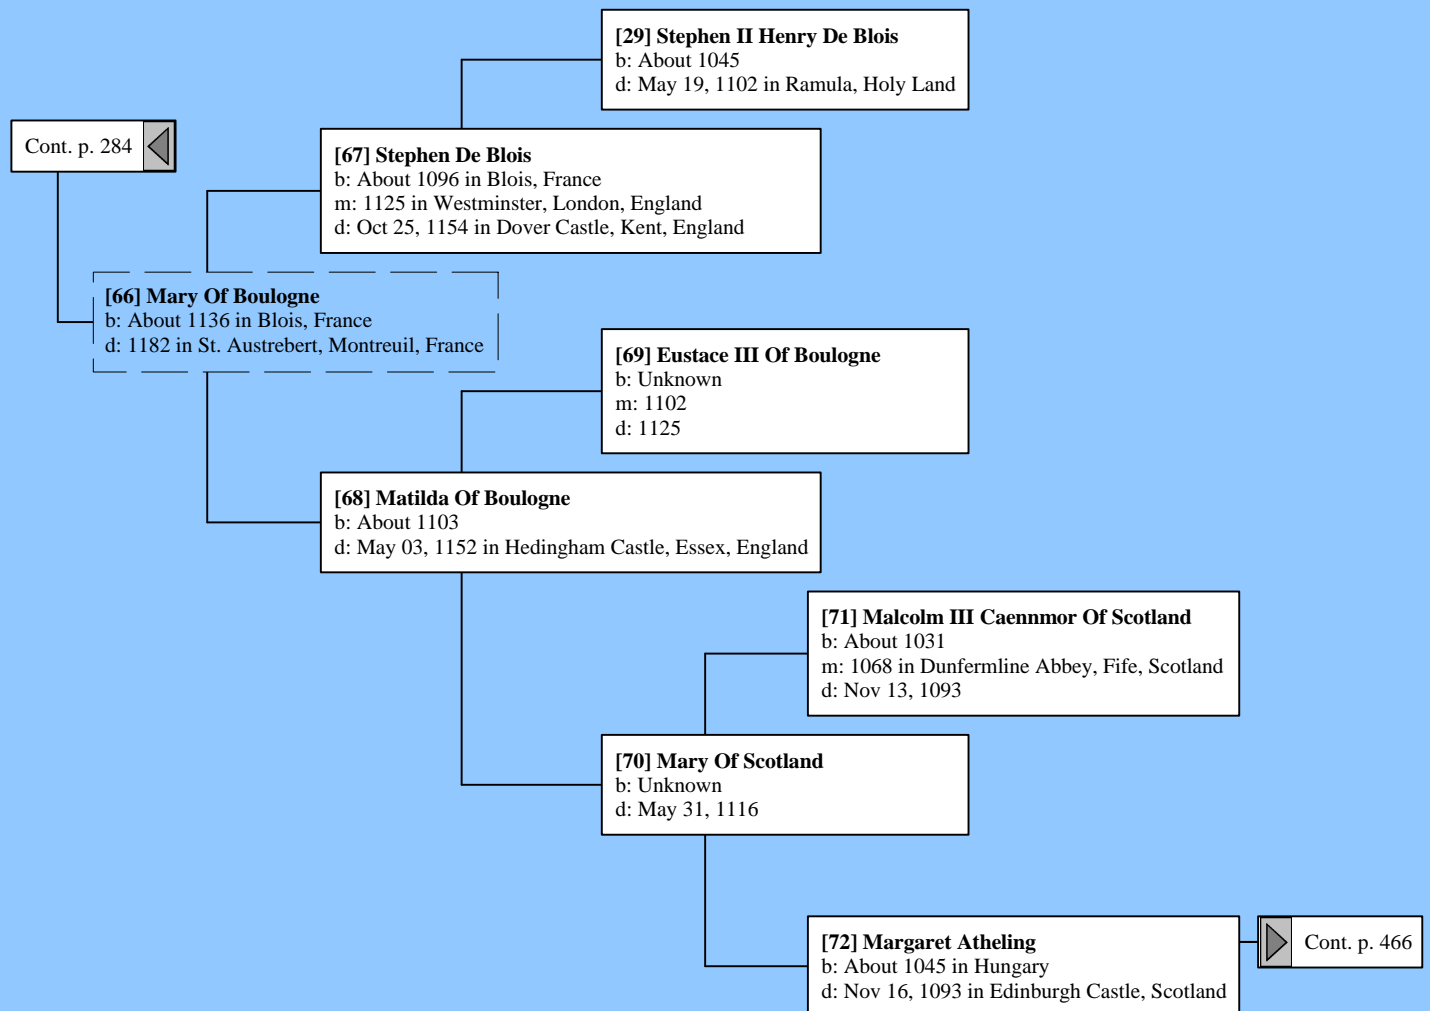 [29] Stephen II Henry De Blois
b: About 1045
d: May 19, 1102 in Ramula, Holy Land
Cont. p. 284
[67] Stephen De Blois
b: About 1096 in Blois, France
m: 1125 in Westminster, London, England
d: Oct 25, 1154 in Dover Castle, Kent, England
[66] Mary Of Boulogne
b: About 1136 in Blois, France
d: 1182 in St. Austrebert, Montreuil, France
[69] Eustace III Of Boulogne
b: Unknown
m: 1102
d: 1125
[68] Matilda Of Boulogne
b: About 1103
d: May 03, 1152 in Hedingham Castle, Essex, England
[71] Malcolm III Caennmor Of Scotland
b: About 1031
m: 1068 in Dunfermline Abbey, Fife, Scotland
d: Nov 13, 1093
[70] Mary Of Scotland
b: Unknown
d: May 31, 1116
[72] Margaret Atheling
b: About 1045 in Hungary
d: Nov 16, 1093 in Edinburgh Castle, Scotland
Cont. p. 466